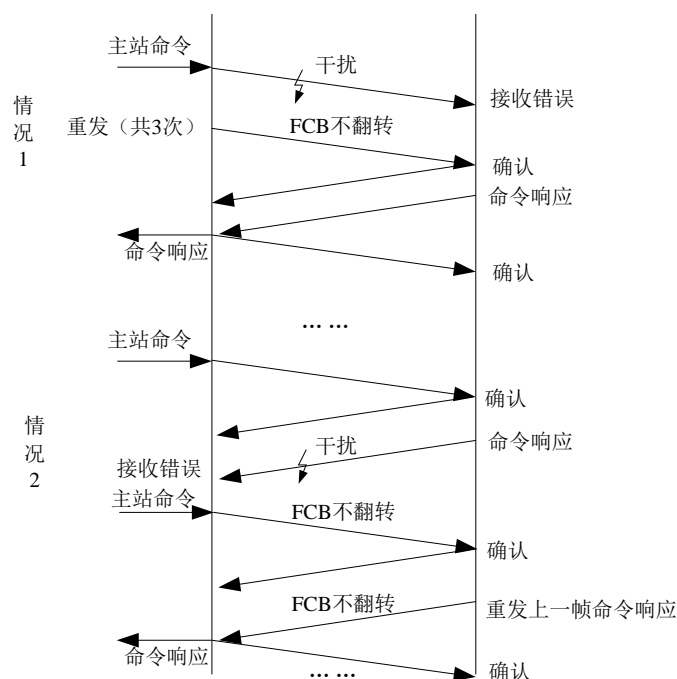 主站命令
干扰
接收错误
情况1
重发（共3次）
FCB不翻转
确认
命令响应
命令响应
确认
... ...
主站命令
确认
情况2
干扰
命令响应
接收错误
主站命令
FCB不翻转
确认
FCB不翻转
重发上一帧命令响应
命令响应
... ...
确认